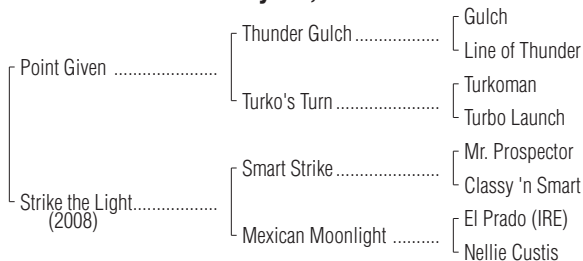 Gulch
Thunder Gulch
Line of Thunder
Point Given
Turkoman
Turko's Turn
Turbo Launch
Mr. Prospector
Smart Strike
Classy 'n Smart
Strike the Light
(2008)
El Prado (IRE)
Mexican Moonlight
Nellie Custis